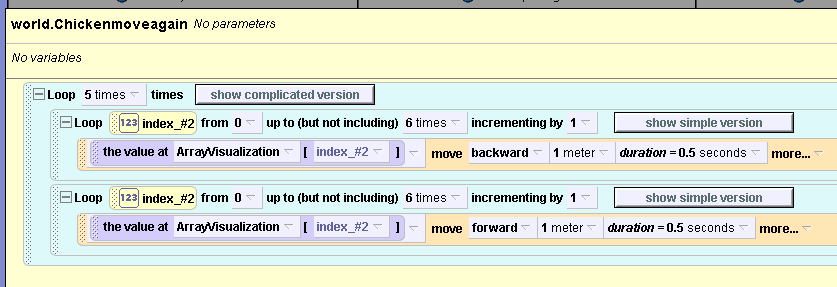 world.Chickenmoveagain No parameters
No variables
Loop 5 times times show complicated version
Loop 123 index_#2 from 0 up to (but not including) 6 times incrementing by 1 show simple version
the value at ArrayVisualization [ index_#2 ] move backward 1 meter duration = 0.5 seconds more...
Loop 123 index_#2 from 0 up to (but not including) 6 times incrementing by 1 show simple version
the value at ArrayVisualization [ index_#2 ] move forward 1 meter duration = 0.5 seconds more...